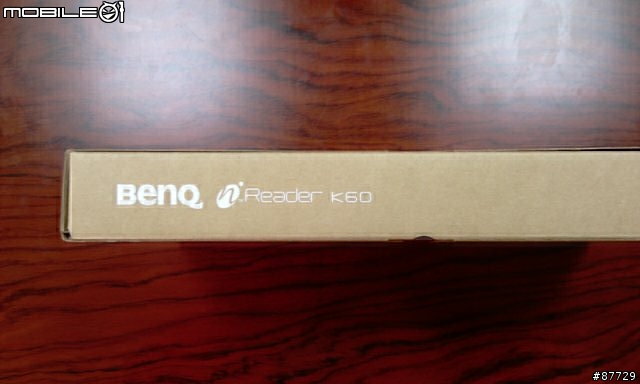 MOBILE01
BenQ nReader K60
#87729